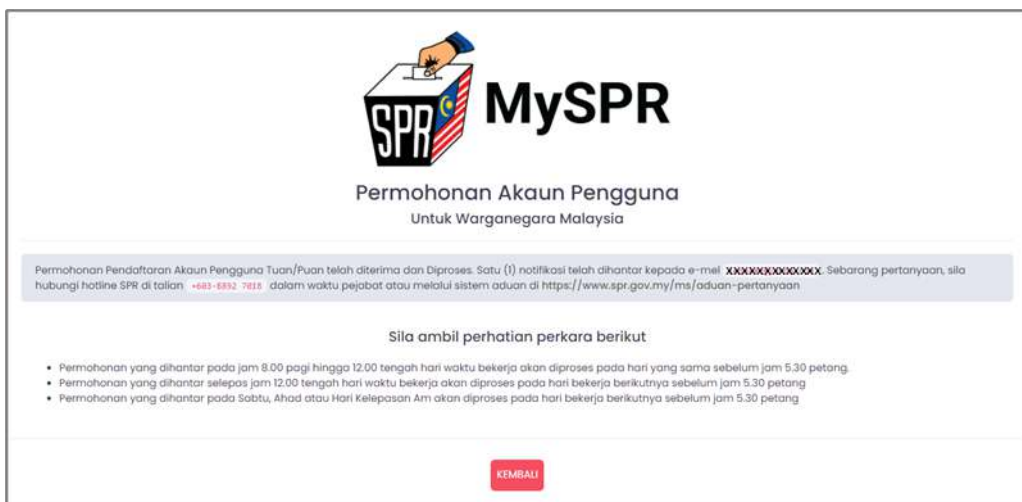 SPR
MySPR
Permohonan Akaun Pengguna
Untuk Warganegara Malaysia
Permohonan Pendaftaran Akaun Pengguna Tuan/Puan telah diterima dan Diproses. Satu (1) notifikasi telah dihantar kepada e-mel XXXXXXXXXXXXX. Sebarang pertanyaan, sila
hubungi hotline SPR di talian +603-8892 7018 dalam waktu pejabat atau melalui sistem aduan di https://www.spr.gov.my/ms/aduan-pertanyaan
Sila ambil perhatian perkara berikut
• Permohonan yang dihantar pada jam 8.00 pagi hingga 12.00 tengah hari waktu bekerja akan diproses pada hari yang sama sebelum jam 5.30 petang.
• Permohonan yang dihantar selepas jam 12.00 tengah hari waktu bekerja akan diproses pada hari bekerja berikutnya sebelum jam 5.30 petang
• Permohonan yang dihantar pada Sabtu, Ahad atau Hari Kelepasan Am akan diproses pada hari bekerja berikutnya sebelum jam 5.30 petang
KEMBALI